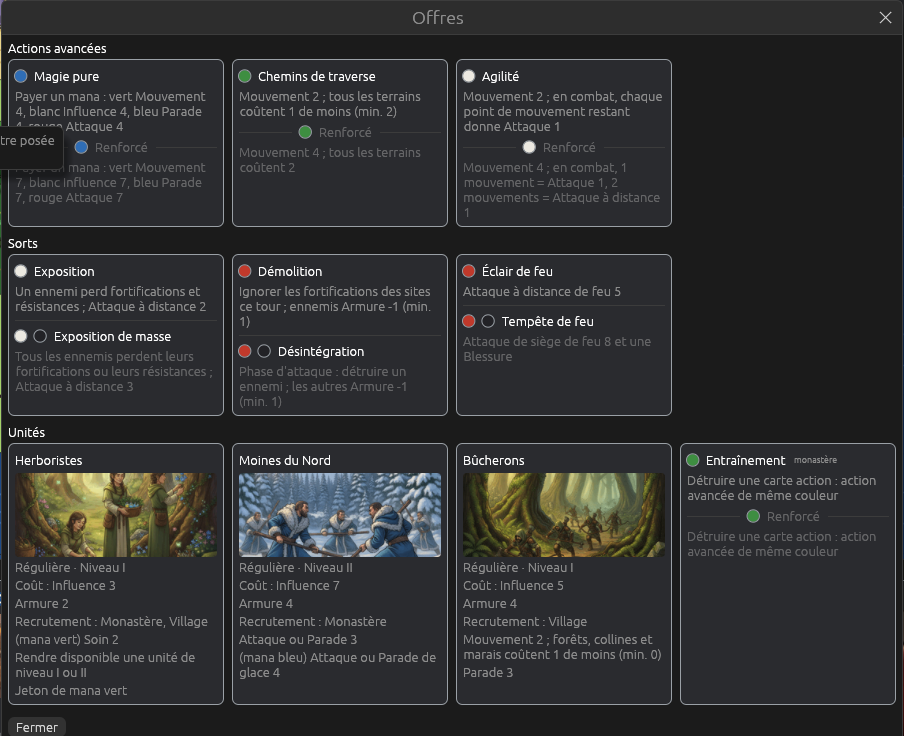 Offres
Actions avancées
Magie pure
Payer un mana : vert Mouvement
4, blanc Influence 4, bleu Parade
4, rouge Attaque 4
tre posée
Renforcé
Payer un mana : vert Mouvement
7, blanc Influence 7, bleu Parade
7, rouge Attaque 7
Chemins de traverse
Mouvement 2 ; tous les terrains
coûtent 1 de moins (min. 2)
Renforcé
Mouvement 4 ; tous les terrains
coûtent 2
Agilité
Mouvement 2 ; en combat, chaque
point de mouvement restant
donne Attaque 1
Renforcé
Mouvement 4 ; en combat, 1
mouvement = Attaque 1, 2
mouvements = Attaque à distance
1
Sorts
Exposition
Un ennemi perd fortifications et
résistances ; Attaque à distance 2
Exposition de masse
Tous les ennemis perdent leurs
fortifications ou leurs résistances ;
Attaque à distance 3
Démolition
Ignorer les fortifications des sites
ce tour ; ennemis Armure -1 (min.
1)
Désintégration
Phase d'attaque : détruire un
ennemi ; les autres Armure -1
(min. 1)
Éclair de feu
Attaque à distance de feu 5
Tempête de feu
Attaque de siège de feu 8 et une
Blessure
Unités
Herboristes
Régulière · Niveau I
Coût : Influence 3
Armure 2
Recrutement : Monastère, Village
(mana vert) Soin 2
Rendre disponible une unité de
niveau I ou II
Jeton de mana vert
Moines du Nord
Régulière · Niveau II
Coût : Influence 7
Armure 4
Recrutement : Monastère
Attaque ou Parade 3
(mana bleu) Attaque ou Parade de
glace 4
Bûcherons
Régulière · Niveau I
Coût : Influence 5
Armure 4
Recrutement : Village
Mouvement 2 ; forêts, collines et
marais coûtent 1 de moins (min. 0)
Parade 3
Entraînement monastère
Détruire une carte action : action
avancée de même couleur
Renforcé
Détruire une carte action : action
avancée de même couleur
Fermer